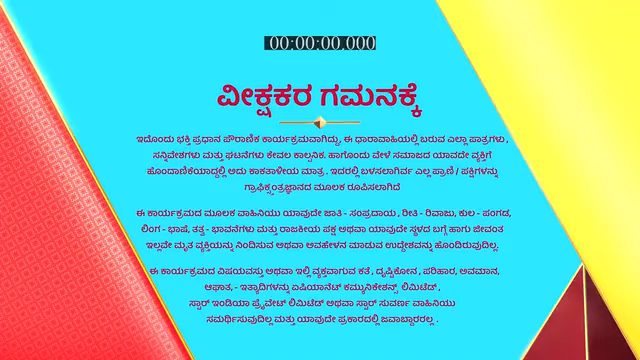 00:00:00.000
ವೀಕ್ಷಕರ ಗಮನಕ್ಕೆ
ಇದೊಂದು ಭಕ್ತಿ ಪ್ರಧಾನ ಪೌರಾಣಿಕ ಕಾರ್ಯಕ್ರಮವಾಗಿದ್ದು, ಈ ಧಾರಾವಾಹಿಯಲ್ಲಿ ಬರುವ ಎಲ್ಲಾ ಪಾತ್ರಗಳು,
ಸನ್ನಿವೇಶಗಳು ಮತ್ತು ಘಟನೆಗಳು ಕೇವಲ ಕಾಲ್ಪನಿಕ. ಹಾಗೊಂದು ವೇಳೆ ಸಮಾಜದ ಯಾವುದೇ ವ್ಯಕ್ತಿಗೆ
ಹೊಂದಾಣಿಕೆಯಾದ್ದಲ್ಲಿ ಅದು ಕಾಕತಾಳೀಯ ಮಾತ್ರ . ಇದರಲ್ಲಿ ಬಳಸಲಾಗಿರ್ವ ಎಲ್ಲ ಪ್ರಾಣಿ / ಪಕ್ಷಿಗಳನ್ನು
ಗ್ರಾಫಿಕ್ಸ್ತಂತ್ರಜ್ಞಾನದ ಮೂಲಕ ರೂಪಿಸಲಾಗಿದೆ
ಈ ಕಾರ್ಯಕ್ರಮದ ಮೂಲಕ ವಾಹಿನಿಯು ಯಾವುದೇ ಜಾತಿ - ಸಂಪ್ರದಾಯ , ರೀತಿ - ರಿವಾಜು, ಕುಲ - ಪಂಗಡ,
ಲಿಂಗ - ಭಾಷೆ, ತತ್ವ - ಭಾವನೆಗಳು ಮತ್ತು ರಾಜಕೀಯ ಪಕ್ಷ ಅಥವಾ ಯಾವುದೇ ಸ್ಥಳದ ಬಗ್ಗೆ ಹಾಗು ಜೀವಂತ
ಇಲ್ಲವೇ ಮೃತ ವ್ಯಕ್ತಿಯನ್ನು ನಿಂದಿಸುವ ಅಥವಾ ಅವಹೇಳನ ಮಾಡುವ ಉದ್ದೇಶವನ್ನು ಹೊಂದಿರುವುದಿಲ್ಲ.
ಈ ಕಾರ್ಯಕ್ರಮದ ವಿಷಯವಸ್ತು ಅಥವಾ ಇಲ್ಲಿ ವ್ಯಕ್ತವಾಗುವ ಕತೆ , ದೃಷ್ಟಿಕೋನ , ಪರಿಹಾರ, ಅವಮಾನ,
ಆಘಾತ, - ಇತ್ಯಾದಿಗಳನ್ನು ಏಷಿಯಾನೆಟ್ ಕಮ್ಯುನಿಕೇಶನ್ಸ್ ಲಿಮಿಟೆಡ್ ,
ಸ್ಟಾರ್ ಇಂಡಿಯಾ ಪ್ರೈವೇಟ್ ಲಿಮಿಟೆಡ್ ಅಥವಾ ಸ್ಟಾರ್ ಸುವರ್ಣ ವಾಹಿನಿಯು
ಸಮರ್ಥಿಸುವುದಿಲ್ಲ ಮತ್ತು ಯಾವುದೇ ಪ್ರಕಾರದಲ್ಲಿ ಜವಾಬ್ದಾರರಲ್ಲ .